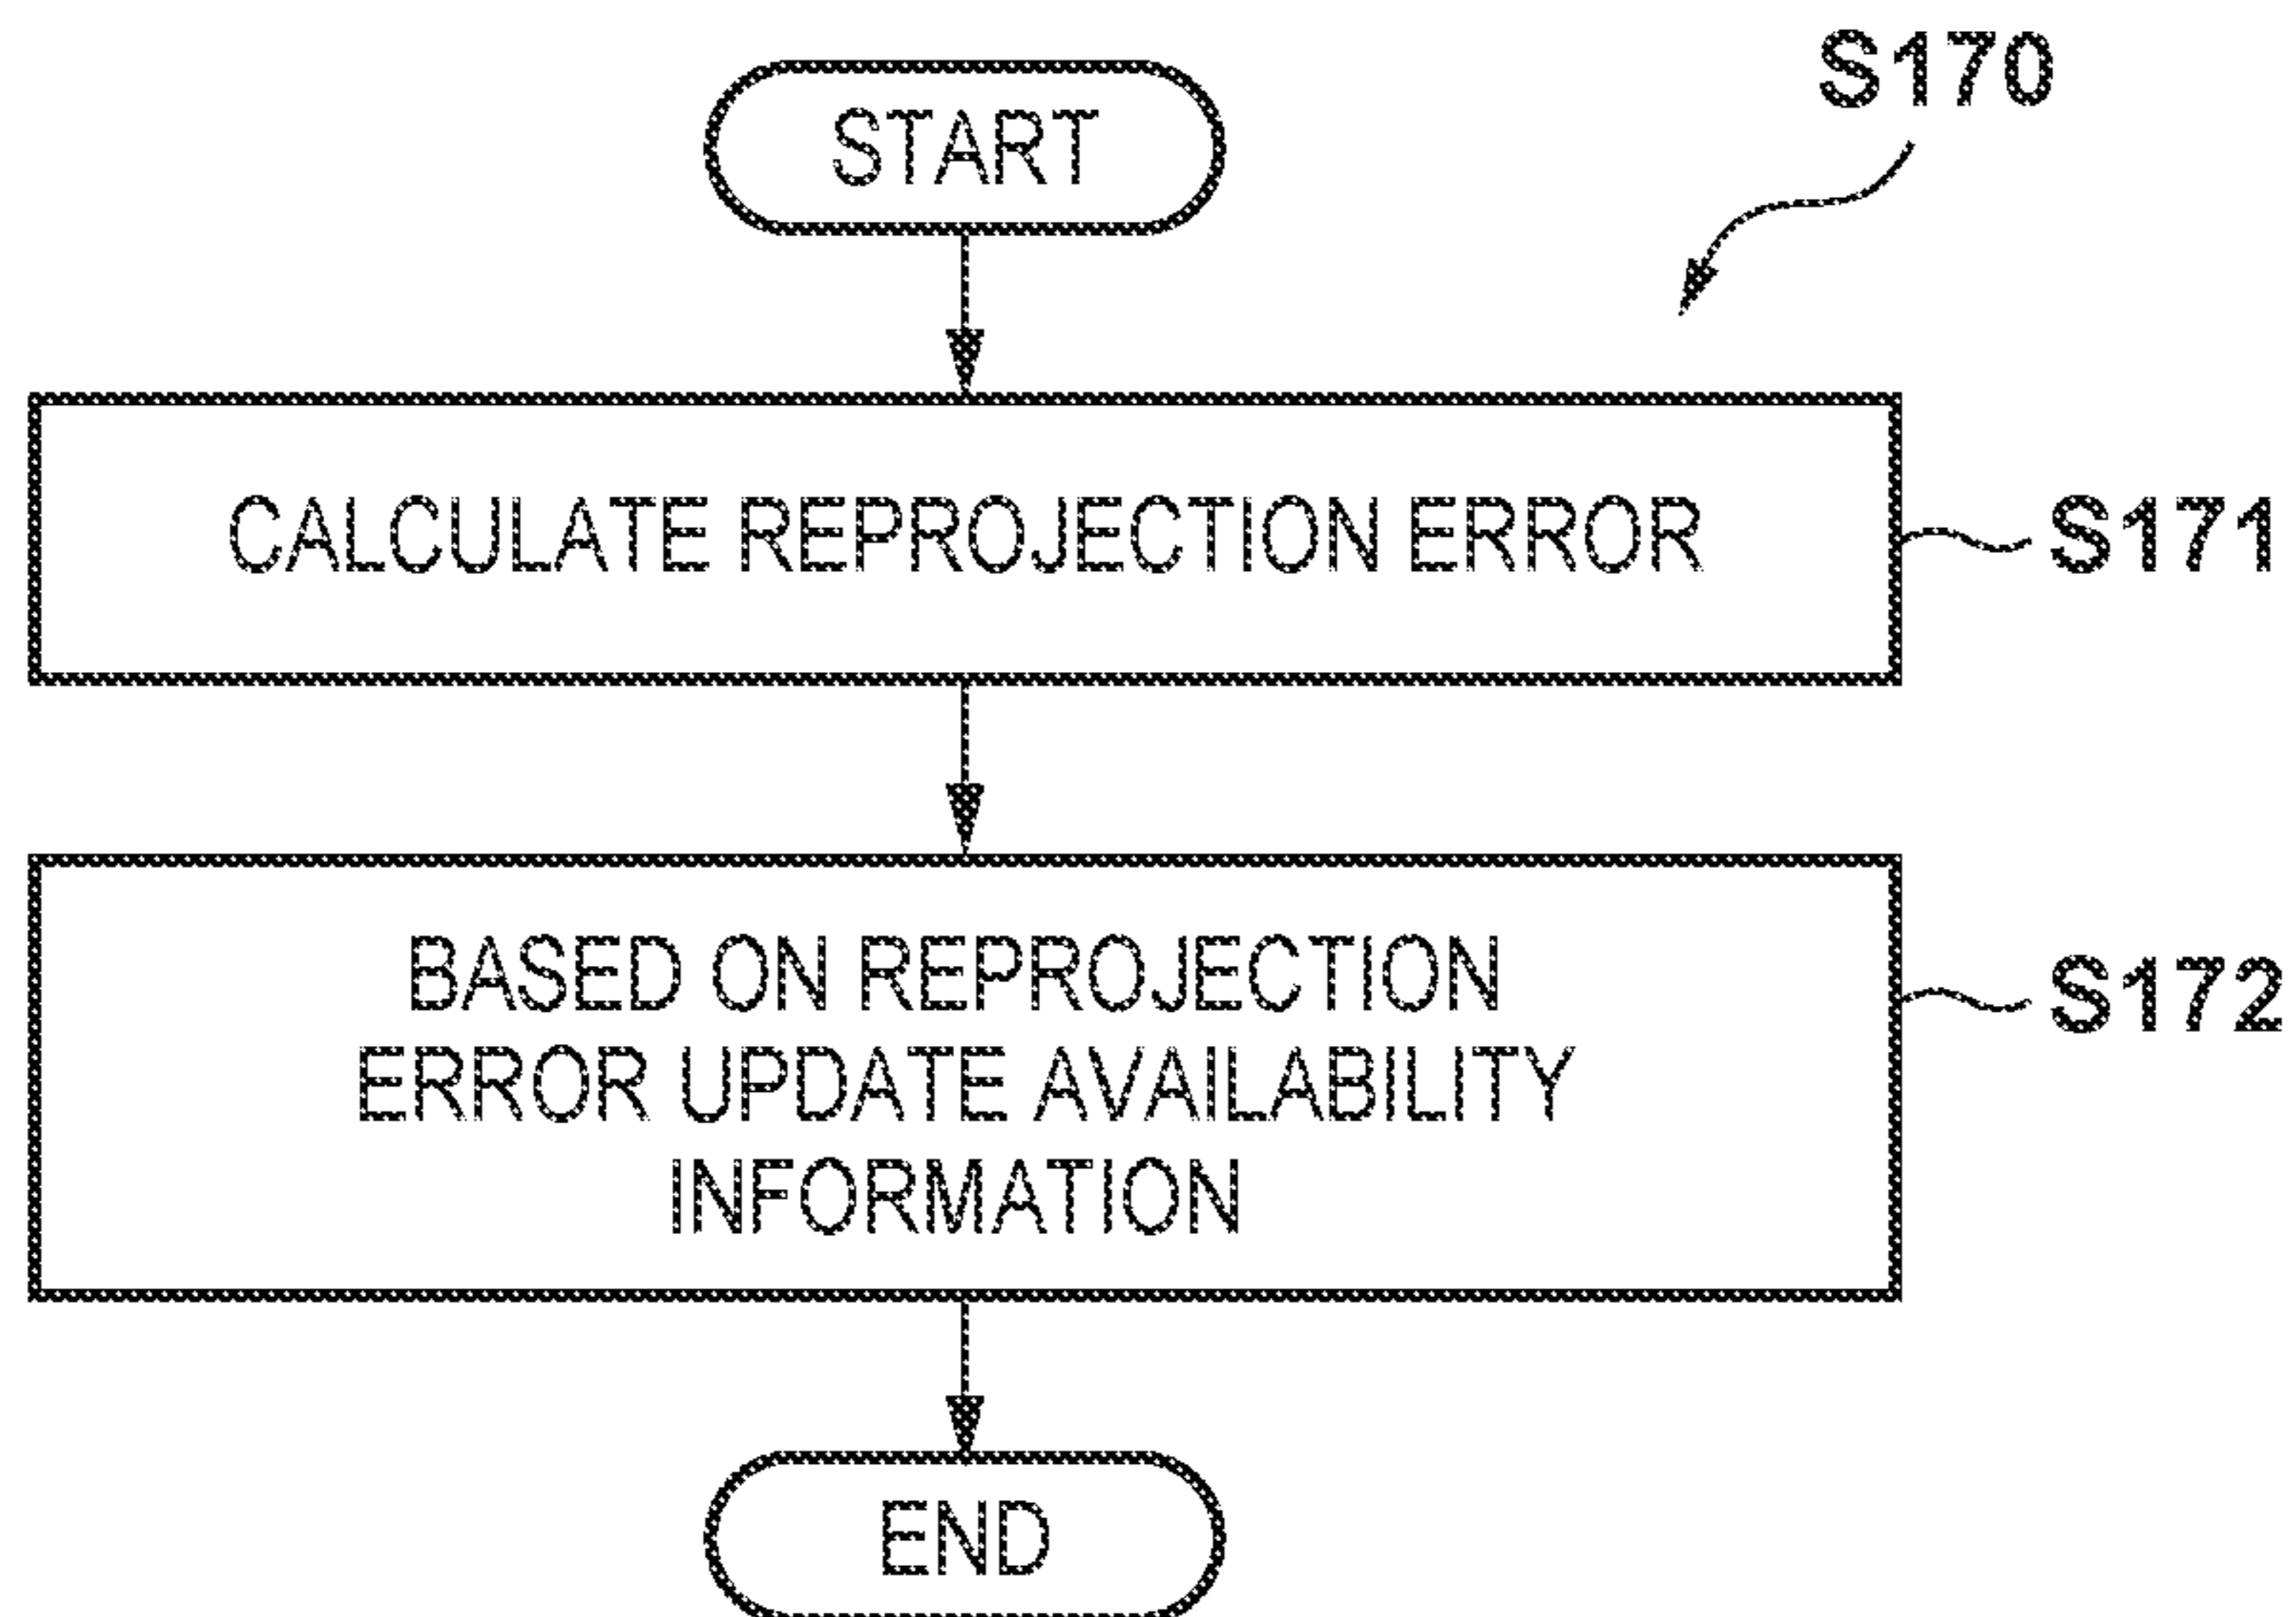 S170
START
CALCULATE REPROJECTION ERROR
S171
BASED ON REPROJECTION
ERROR UPDATE AVAILABILITY
INFORMATION
S172
END